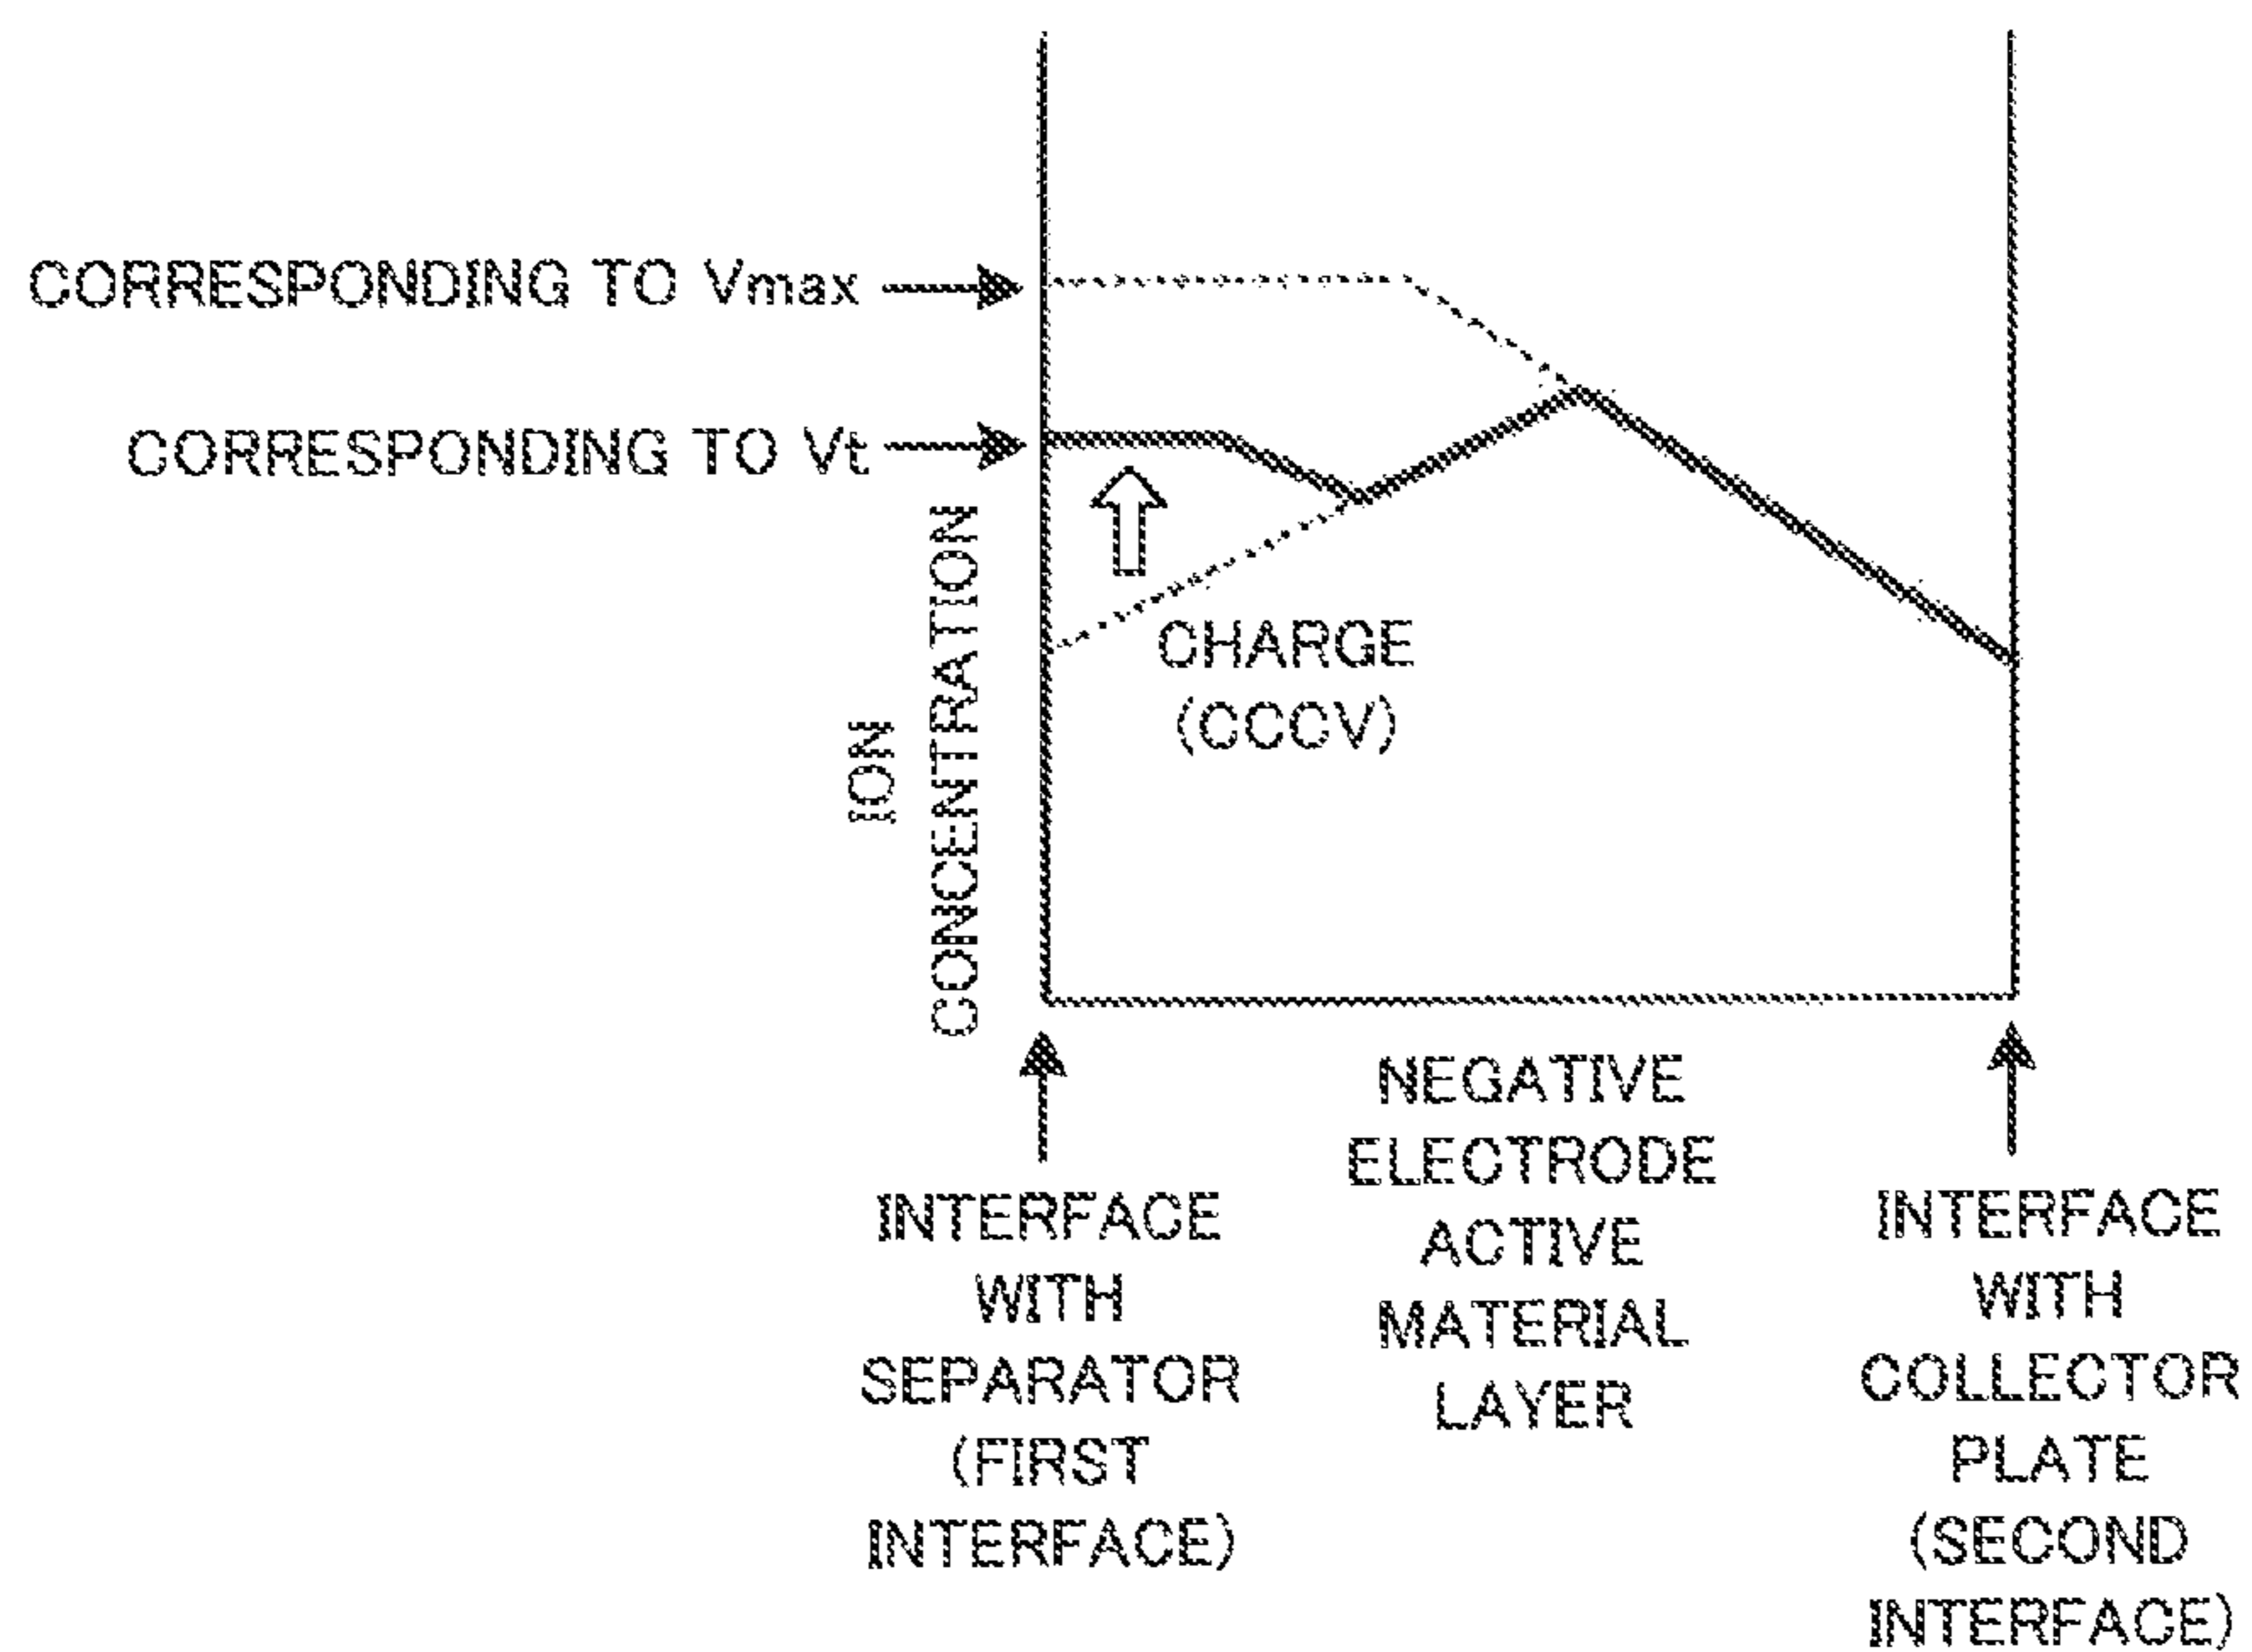 CORRESPONDING TO Vmax
CORRESPONDING TO Vt
ION
CONCENTRATION
CHARGE
(CCCV)
INTERFACE
WITH
SEPARATOR
(FIRST
INTERFACE)
NEGATIVE
ELECTRODE
ACTIVE
MATERIAL
LAYER
INTERFACE
WITH
COLLECTOR
PLATE
(SECOND
INTERFACE)